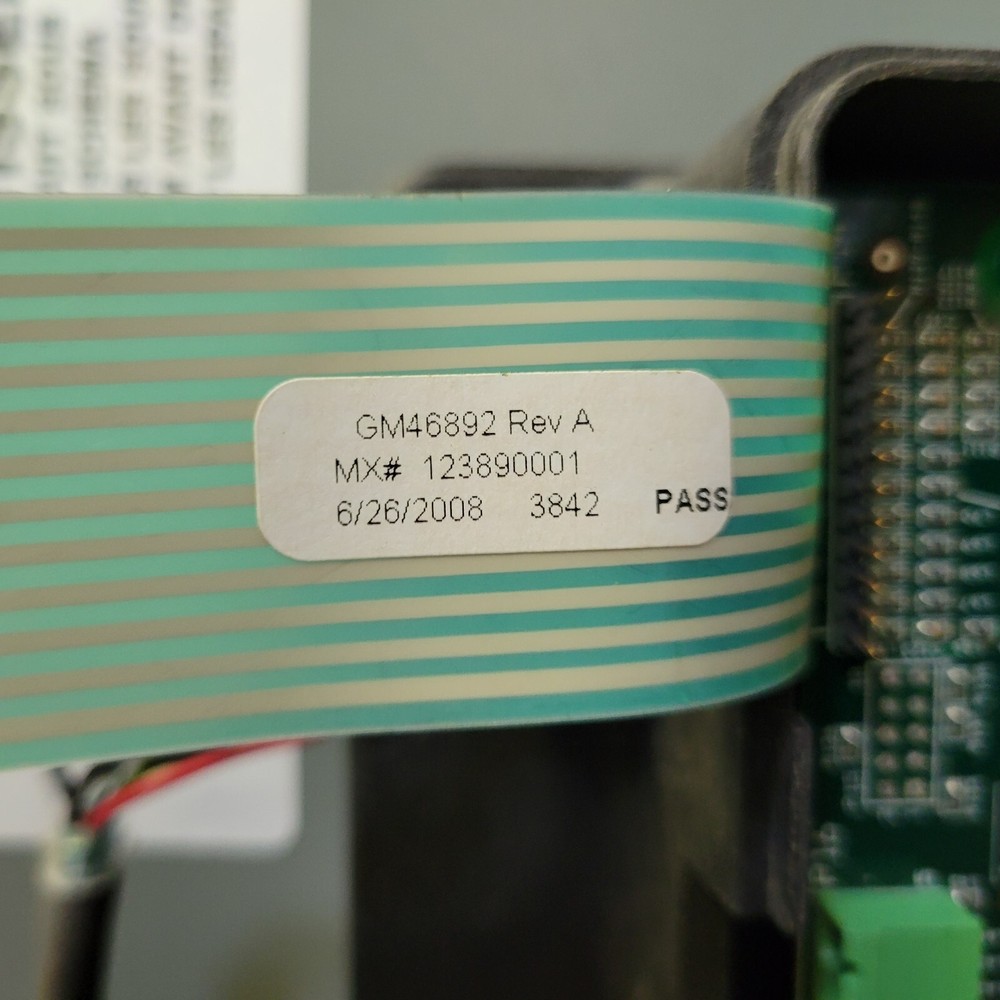 GM46892 Rev A
MX# 123890001
6/26/2008 3842 PASS